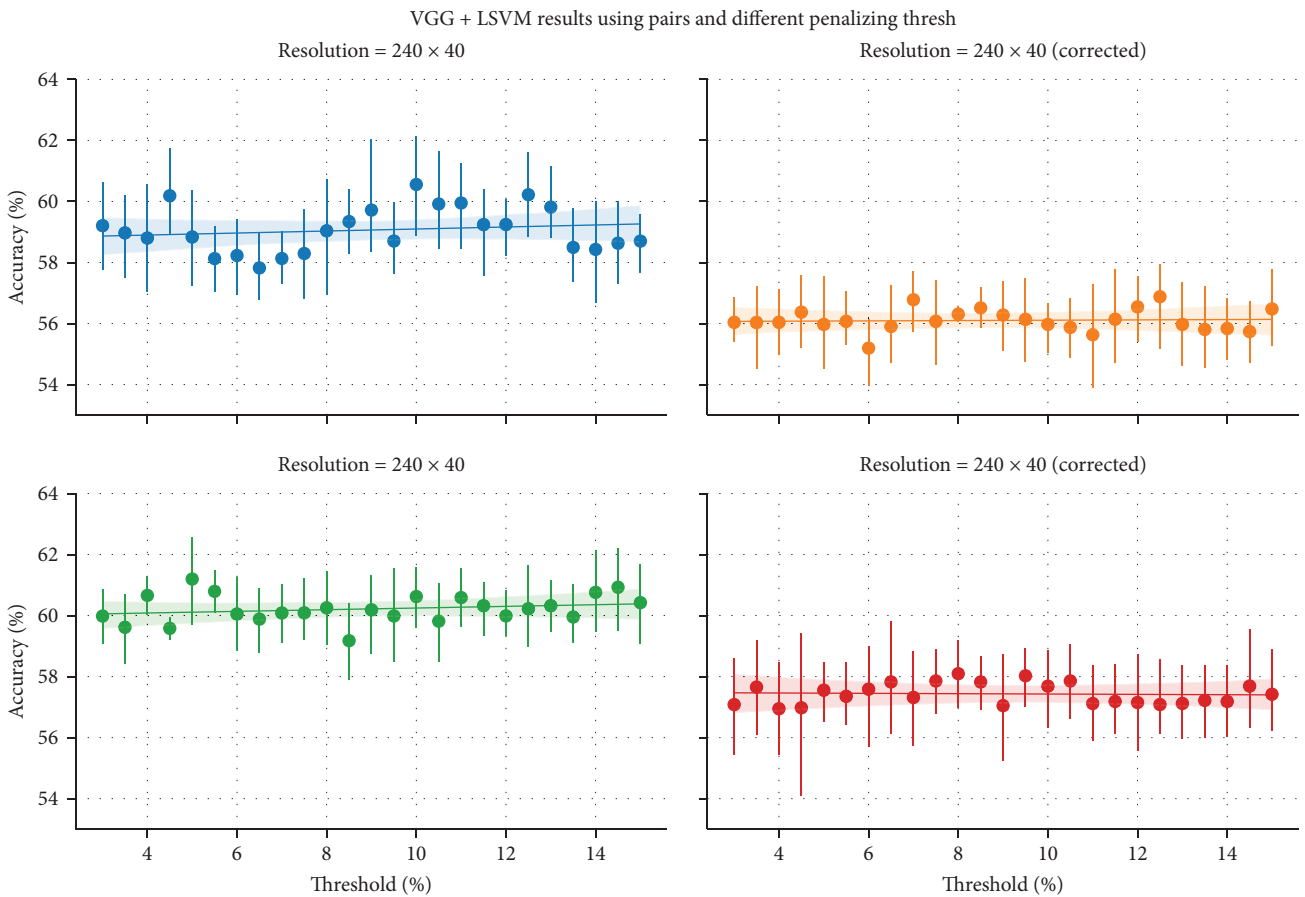 VGG + LSVM results using pairs and different penalizing thresh
Resolution = 240 × 40
Resolution = 240 × 40 (corrected)
64
62
60
58
56
54
Accuracy (%)
Resolution = 240 × 40
Resolution = 240 × 40 (corrected)
64
62
60
58
56
54
Accuracy (%)
4 6 8 10 12 14
4 6 8 10 12 14
Threshold (%)
Threshold (%)